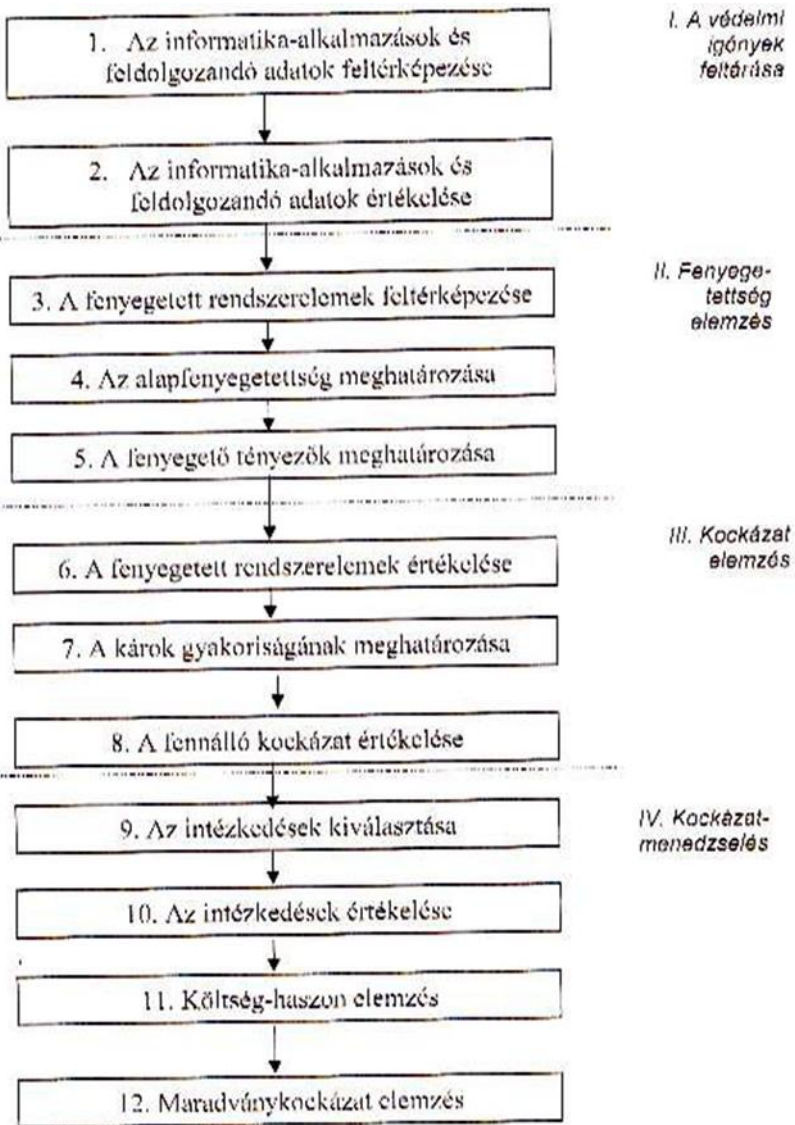 1. Az informatika-alkalmazások és
feldolgozandó adatok feltérképezése
I. A védelmi
igények
feltárása
2. Az informatika-alkalmazások és
feldolgozandó adatok értékelése
3. A fenyegetett rendszerelemek feltérképezése
II. Fenyege-
tettség
elemzés
4. Az alapfenyegetettség meghatározása
5. A fenyegető tényezők meghatározása
6. A fenyegetett rendszerelemek értékelése
III. Kockázat
elemzés
7. A károk gyakoriságának meghatározása
8. A fennálló kockázat értékelése
9. Az intézkedések kiválasztása
IV. Kockázat-
menedzselés
10. Az intézkedések értékelése
11. Költség-haszon elemzés
12. Maradványkockázat elemzés